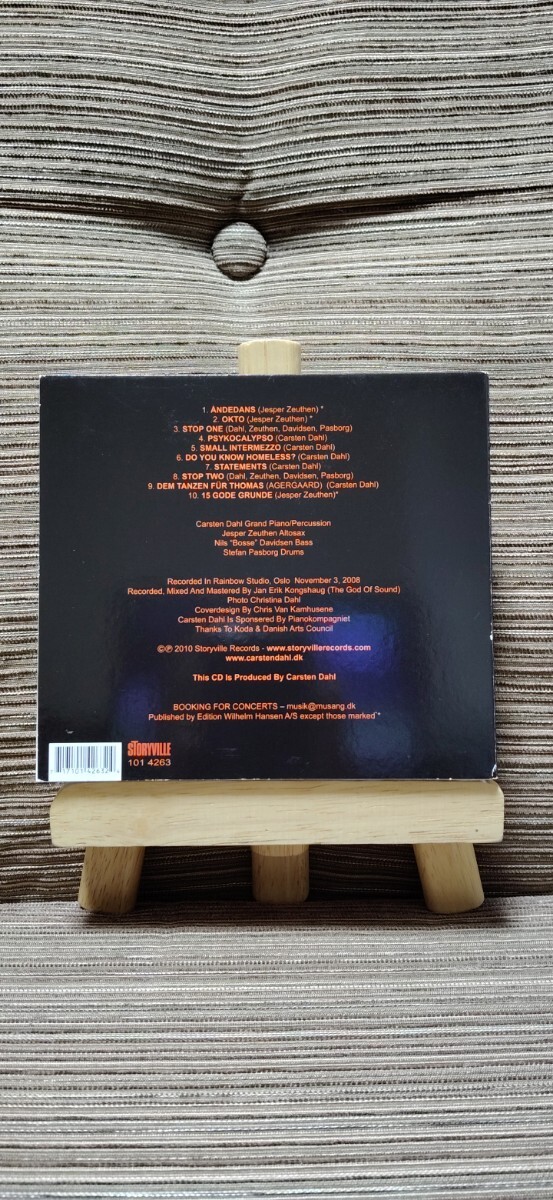 1. ÅNDEDANS (Jesper Zeuthen) *
2. OKTO (Jesper Zeuthen) *
3. STOP ONE (Dahl, Zeuthen, Davidsen, Pasborg)
4. PSYKOCALYPSO (Carsten Dahl)
5. SMALL INTERMEZZO (Carsten Dahl)
6. DO YOU KNOW HOMELESS? (Carsten Dahl)
7. STATEMENTS (Carsten Dahl)
8. STOP TWO (Dahl, Zeuthen, Davidsen, Pasborg)
9. DEM TANZEN FÜR THOMAS (AGERGAARD) (Carsten Dahl)
10. 15 GODE GRUNDE (Jesper Zeuthen)*
Carsten Dahl Grand Piano/Percussion
Jesper Zeuthen Altosax
Nils "Bosse" Davidsen Bass
Stefan Pasborg Drums
Recorded In Rainbow Studio, Oslo November 3, 2008
Recorded, Mixed And Mastered By Jan Erik Kongshaug (The God Of Sound)
Photo Christina Dahl
Coverdesign By Chris Van Kamhusene
Carsten Dahl Is Sponsered By Pianokompagniet
Thanks To Koda & Danish Arts Council
©℗ 2010 Storyville Records - www.storyvillerecords.com
www.carstendahl.dk
This CD Is Produced By Carsten Dahl
BOOKING FOR CONCERTS – musik@musang.dk
Published by Edition Wilhelm Hansen A/S except those marked"*
STORYVILLE
101 4263